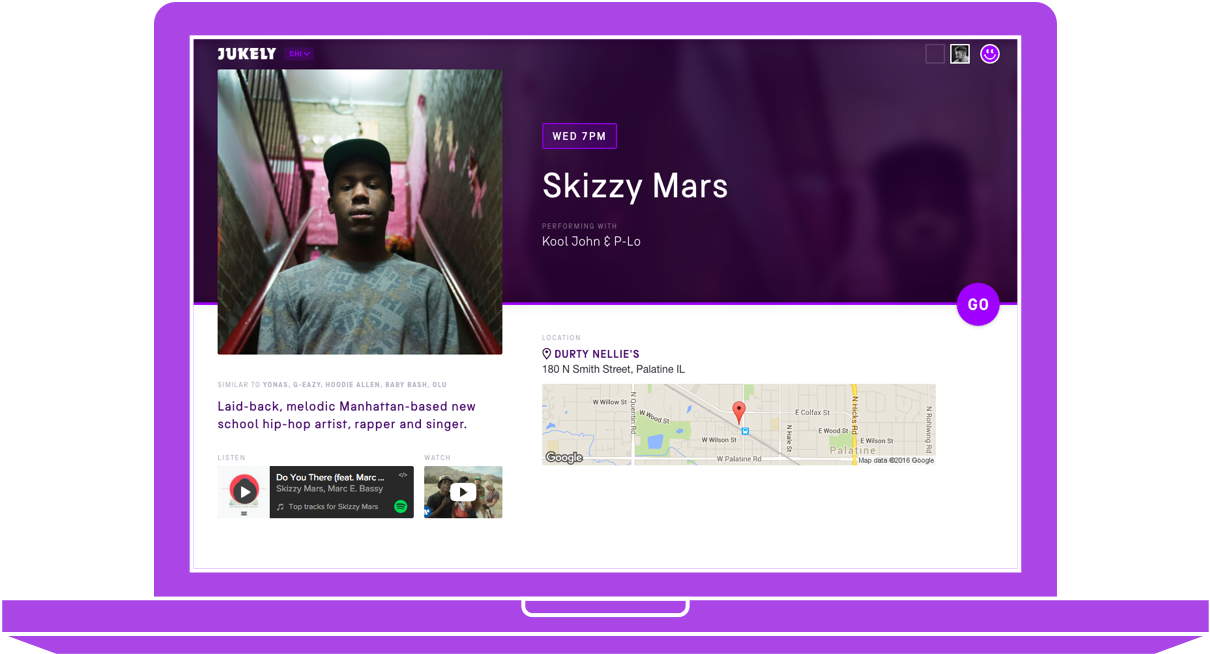 JUKELY CHI
WED 7PM
Skizzy Mars
PERFORMING WITH
Kool John & P-Lo
GO
SIMILAR TO YONAS, G-EAZY, HOODIE ALLEN, BABY BASH, OLU
Laid-back, melodic Manhattan-based new
school hip-hop artist, rapper and singer.
LISTEN
Do You There (feat. Marc ...
</>
Skizzy Mars, Marc E. Bassy
Top tracks for Skizzy Mars
WATCH
LOCATION
DURTY NELLIE'S
180 N Smith Street, Palatine IL
W Willow St
N Quentin Rd
W Wood St
E Colfax St
N Hicks Rd
N Rohlwing Rd
W Wilson St
N Hale St
E Wood St
E Wilson St
Palatine
W Palatine Rd
Google
Map data ©2016 Google